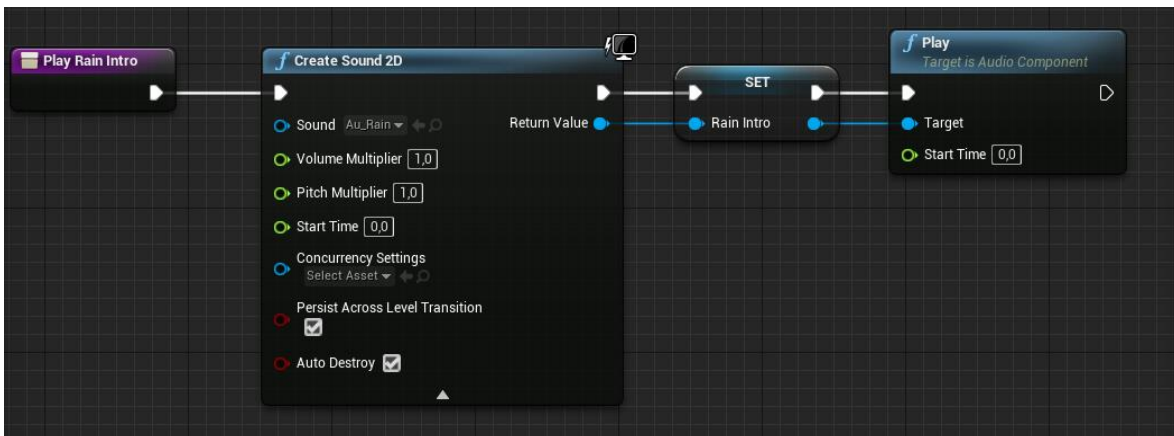 Play Rain Intro
f Create Sound 2D
Sound Au_Rain
Return Value
Volume Multiplier 1,0
Pitch Multiplier 1,0
Start Time 0,0
Concurrency Settings
Select Asset
Persist Across Level Transition
Auto Destroy
SET
Rain Intro
f Play
Target is Audio Component
Target
Start Time 0,0